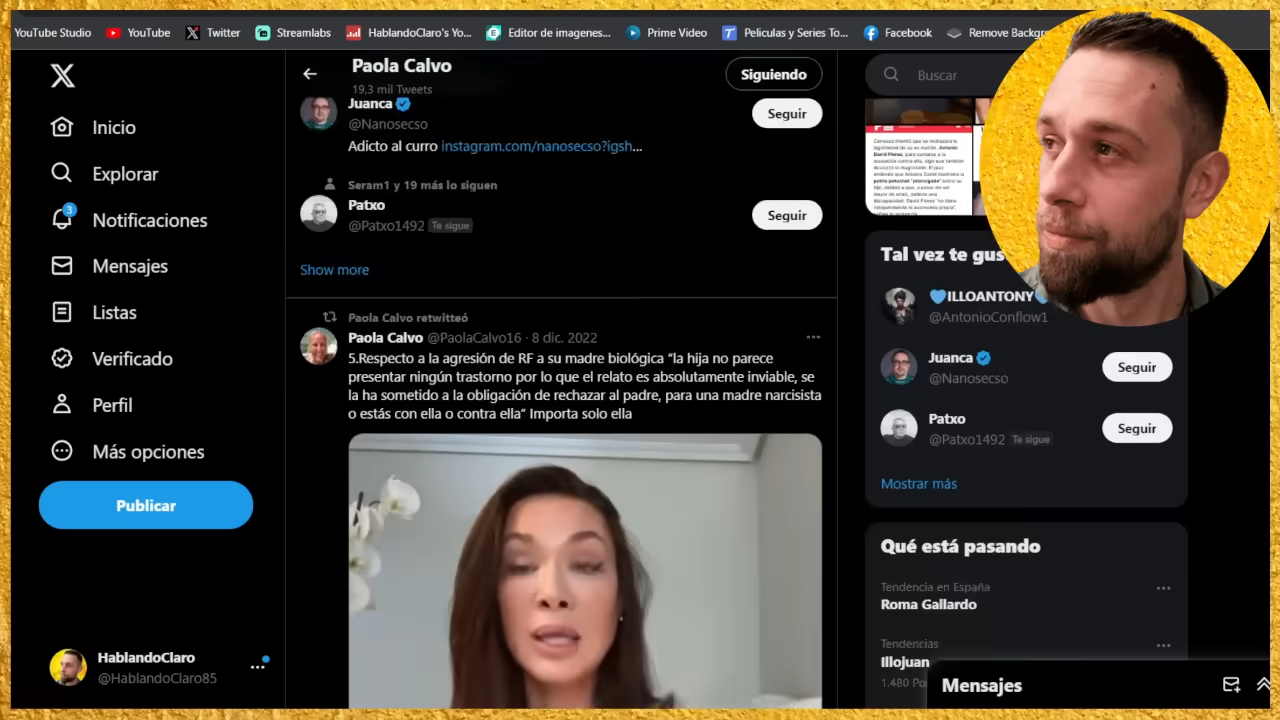 YouTube Studio
YouTube
Twitter
Streamlabs
HablandoClaro's Yo...
Editor de imagenes...
Prime Video
Peliculas y Series To...
Facebook
Remove Backgr
Inicio
Explorar
3
Notificaciones
Mensajes
Listas
Verificado
Perfil
Más opciones
Publicar
HablandoClaro
@HablandoClaro85
Paola Calvo
19,3 mil Tweets
Siguiendo
Juanca
@Nanosecso
Seguir
Adicto al curro instagram.com/nanosecso?igsh...
Seram1 y 19 más lo siguen
Patxo
@Patxo1492 Te sigue
Seguir
Show more
Paola Calvo retwitteó
Paola Calvo @PaolaCalvo16 · 8 dic. 2022
5.Respecto a la agresión de RF a su madre biológica “la hija no parece
presentar ningún trastorno por lo que el relato es absolutamente inviable, se
la ha sometido a la obligación de rechazar al padre, para una madre narcisista
o estás con ella o contra ella” Importa solo ella
Buscar
Tal vez te gus
ILLOANTONY
@AntonioConflow1
Juanca
@Nanosecso
Seguir
Patxo
@Patxo1492 Te sigue
Seguir
Mostrar más
Qué está pasando
Tendencia en España
Roma Gallardo
Tendencias
Illojuan
1.480 Po
Mensajes